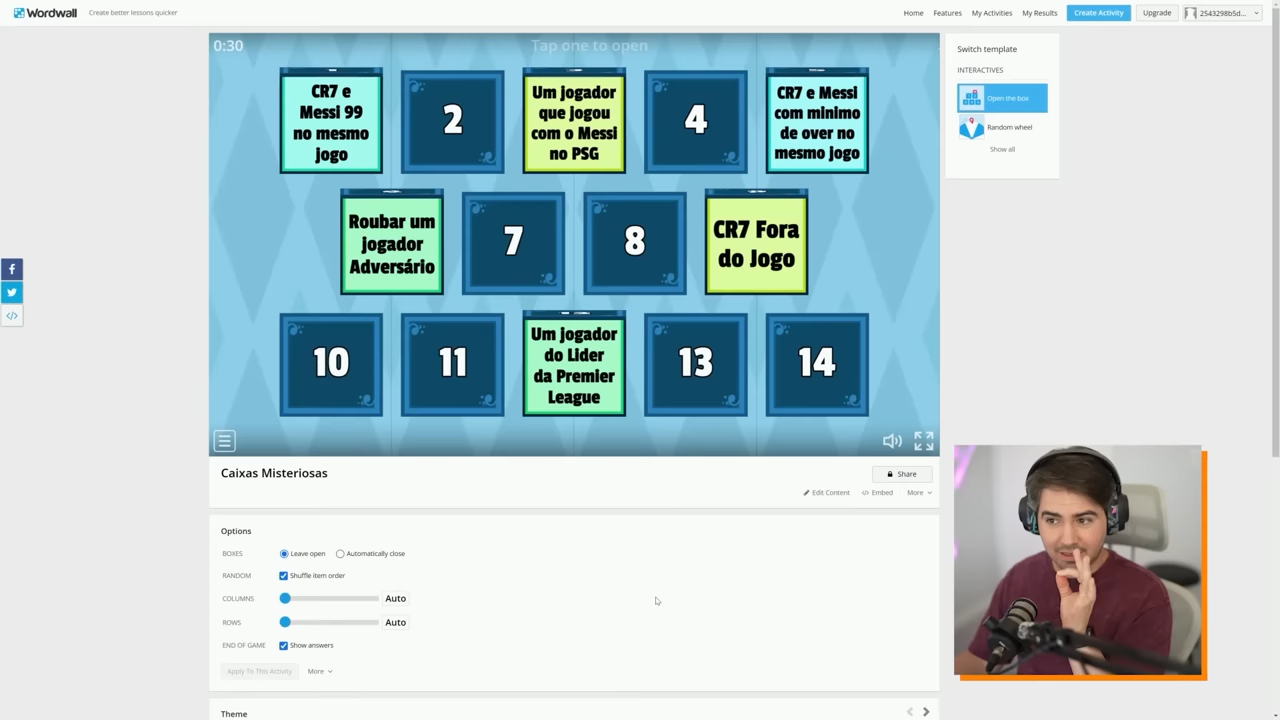 Wordwall
Create better lessons quicker
Home
Features
My Activities
My Results
Create Activity
Upgrade
2543298b5d...
0:30
Tap one to open
CR7 e
Messi 99
no mesmo
jogo
2
Um jogador
que jogou
com o Messi
no PSG
4
CR7 e Messi
com minimo
de over no
mesmo jogo
Roubar um
jogador
Adversário
7
8
CR7 Fora
do Jogo
10
11
Um jogador
do Lider
da Premier
League
13
14
Switch template
INTERACTIVES
Open the box
Random wheel
Show all
Caixas Misteriosas
Share
Edit Content
Embed
More
Options
BOXES
Leave open
Automatically close
RANDOM
Shuffle item order
COLUMNS
Auto
ROWS
Auto
END OF GAME
Show answers
Apply To This Activity
More
Theme